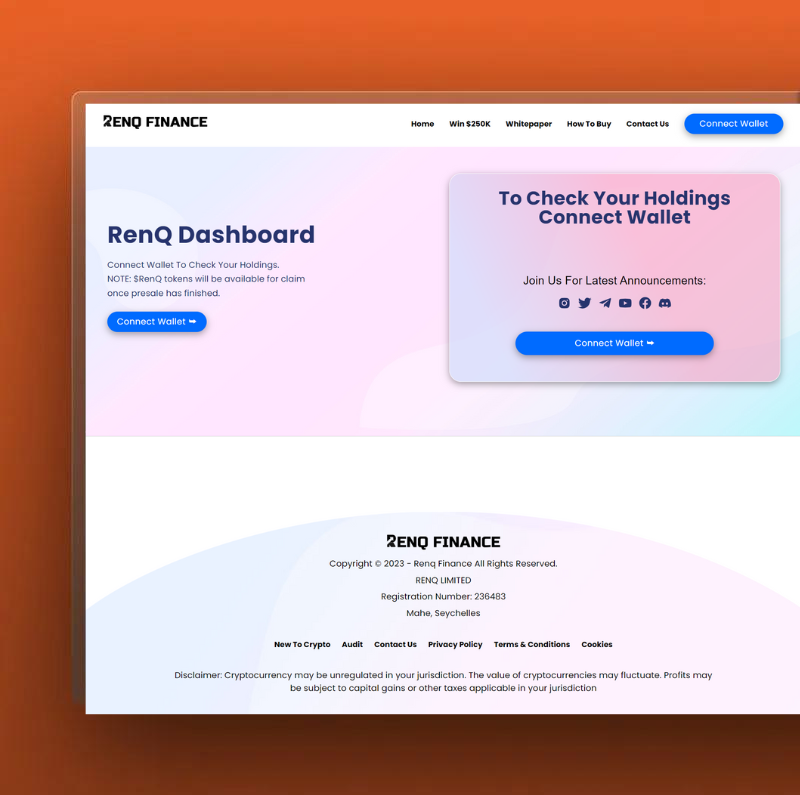 RENQ FINANCE
Home Win $250K Whitepaper How To Buy Contact Us Connect Wallet
RenQ Dashboard
Connect Wallet To Check Your Holdings.
NOTE: $RenQ tokens will be available for claim
once presale has finished.
Connect Wallet ➥
To Check Your Holdings
Connect Wallet
Join Us For Latest Announcements:
Connect Wallet ➥
RENQ FINANCE
Copyright © 2023 - Renq Finance All Rights Reserved.
RENQ LIMITED
Registration Number: 236483
Mahe, Seychelles
New To Crypto Audit Contact Us Privacy Policy Terms & Conditions Cookies
Disclaimer: Cryptocurrency may be unregulated in your jurisdiction. The value of cryptocurrencies may fluctuate. Profits may
be subject to capital gains or other taxes applicable in your jurisdiction